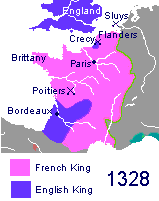 England
Sluys
Crecy
Flanders
Paris
Brittany
Poitiers
Bordeaux
French King
English King
1328